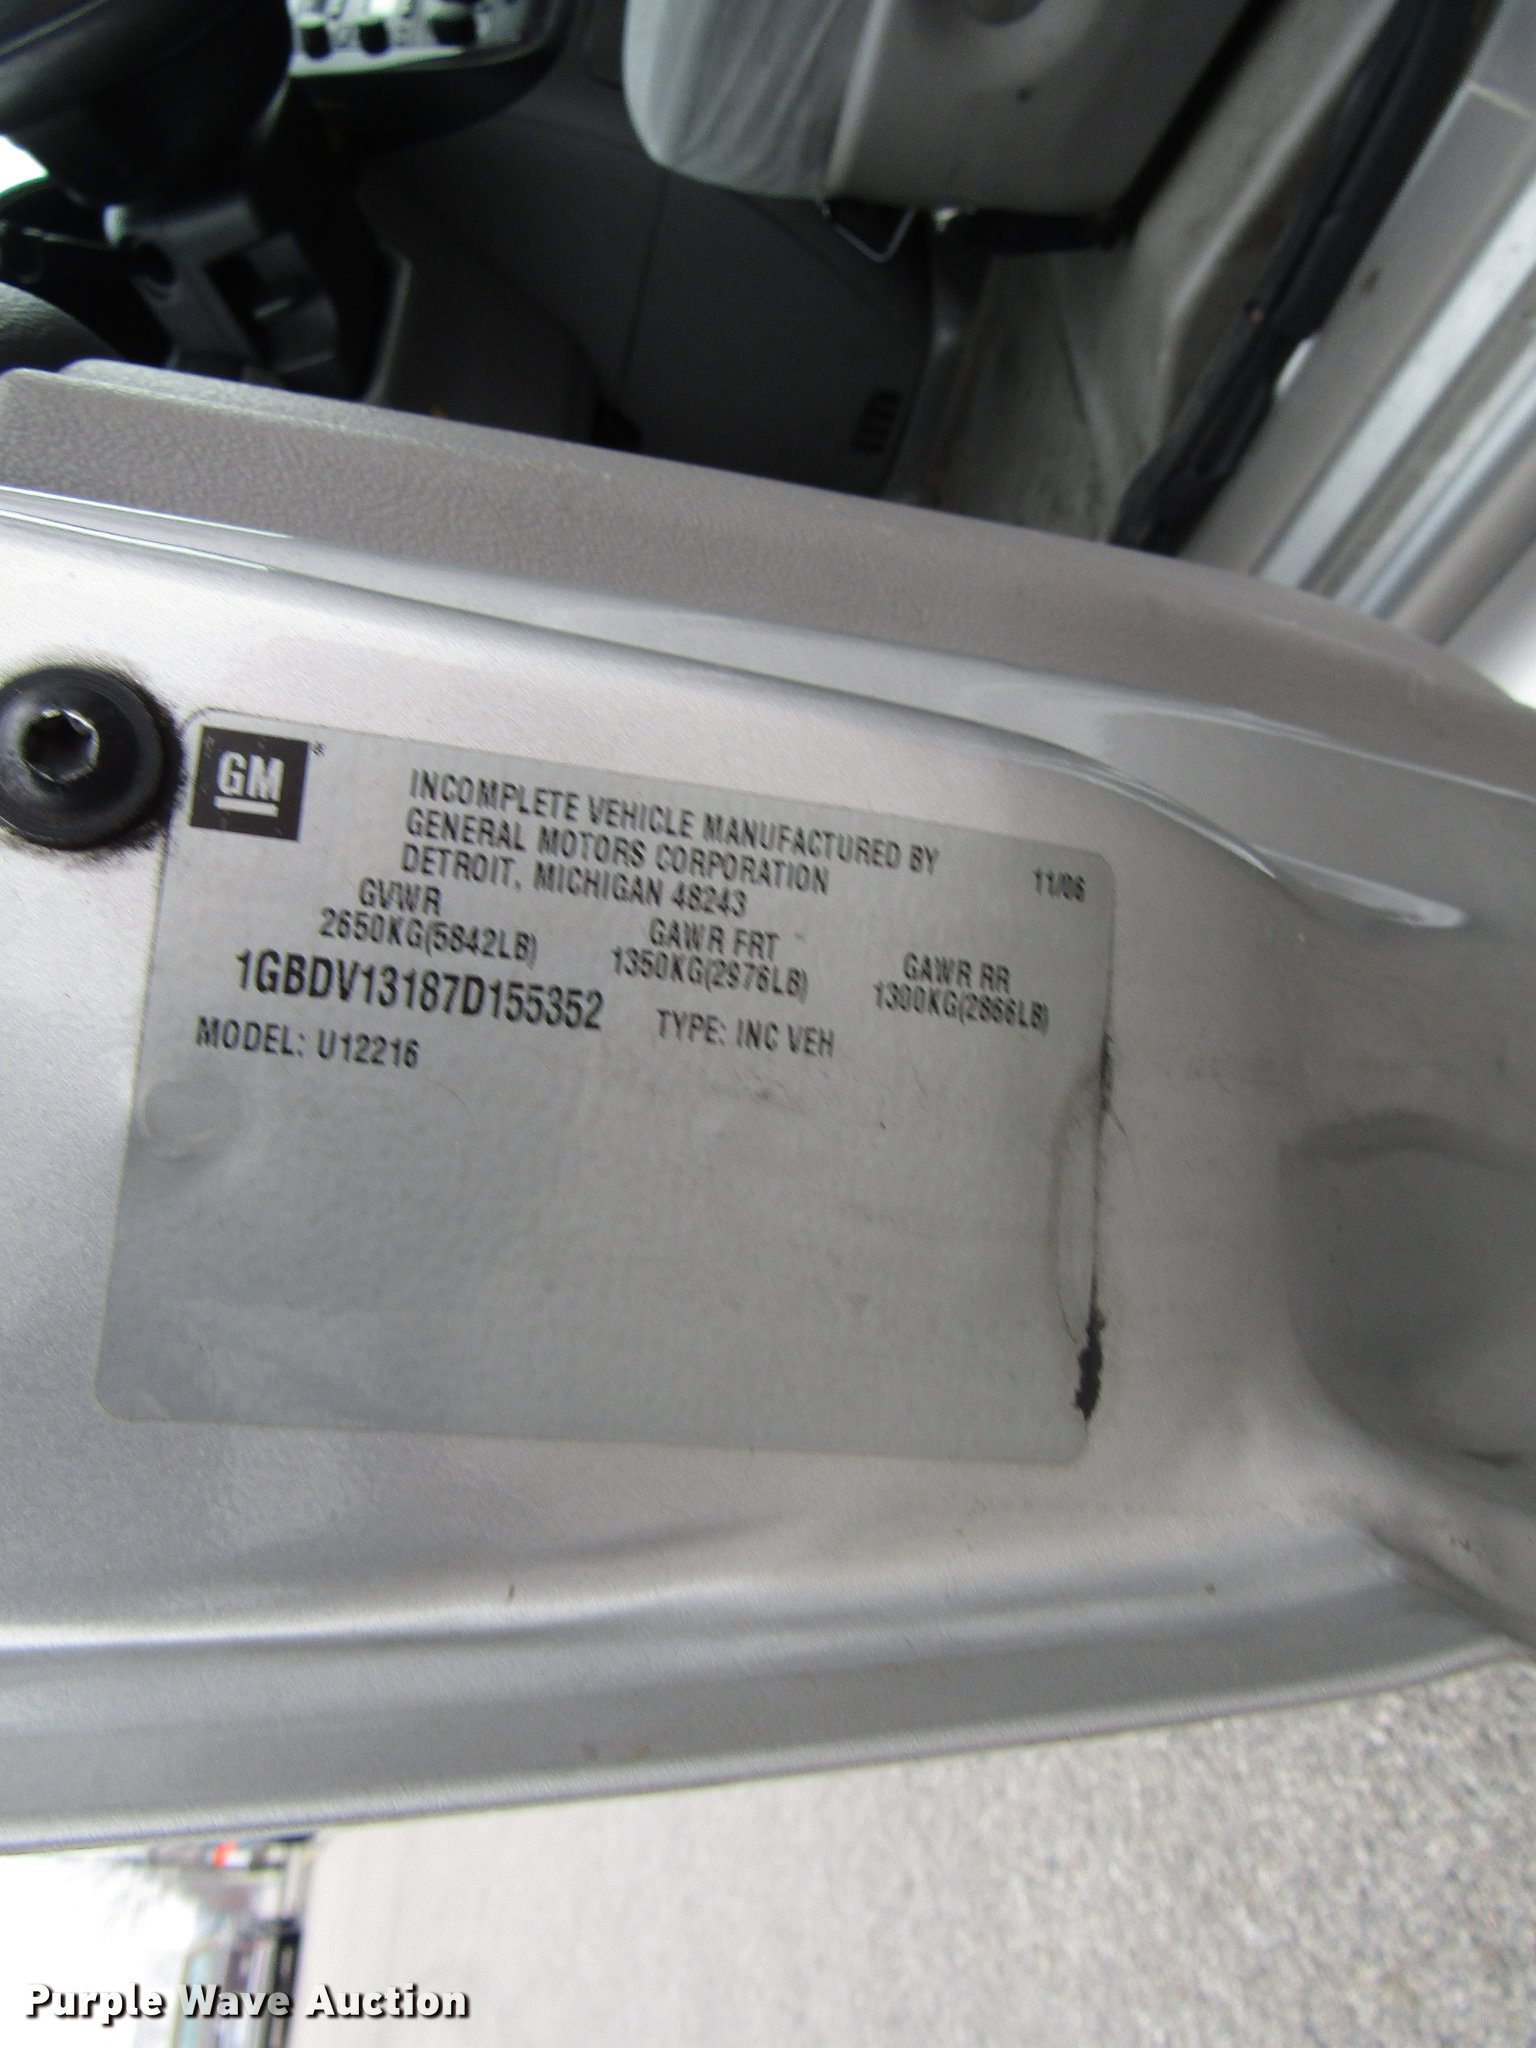 GM®
INCOMPLETE VEHICLE MANUFACTURED BY
GENERAL MOTORS CORPORATION
DETROIT, MICHIGAN 48243
11/06
GVWR
2650KG(5842LB)
GAWR FRT
1350KG(2976LB)
GAWR RR
1300KG(2866LB)
1GBDV13187D155352
TYPE: INC VEH
MODEL: U12216
Purple Wave Auction